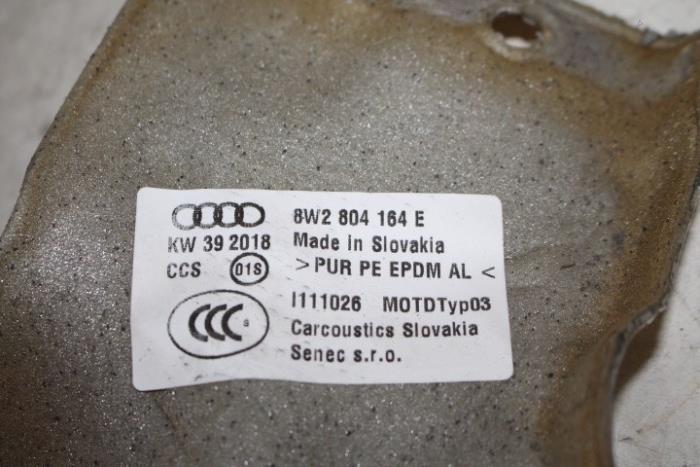 8W2 804 164 E
KW 39 2018 Made in Slovakia
CCS 01S >PUR PE EPDM AL<
I111026 MOTDTyp03
CCC S Carcoustics Slovakia
Senec s.r.o.